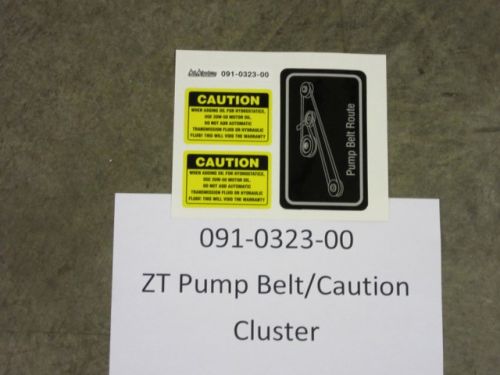 Bad Boy Mowers 091-0323-00
CAUTION
WHEN ADDING OIL FOR HYDROSTATICS,
USE 20W-50 MOTOR OIL.
DO NOT ADD AUTOMATIC
TRANSMISSION FLUID OR HYDRAULIC
FLUID! THIS WILL VOID THE WARRANTY
CAUTION
WHEN ADDING OIL FOR HYDROSTATICS,
USE 20W-50 MOTOR OIL.
DO NOT ADD AUTOMATIC
TRANSMISSION FLUID OR HYDRAULIC
FLUID! THIS WILL VOID THE WARRANTY
Pump Belt Route
091-0323-00
ZT Pump Belt/Caution
Cluster